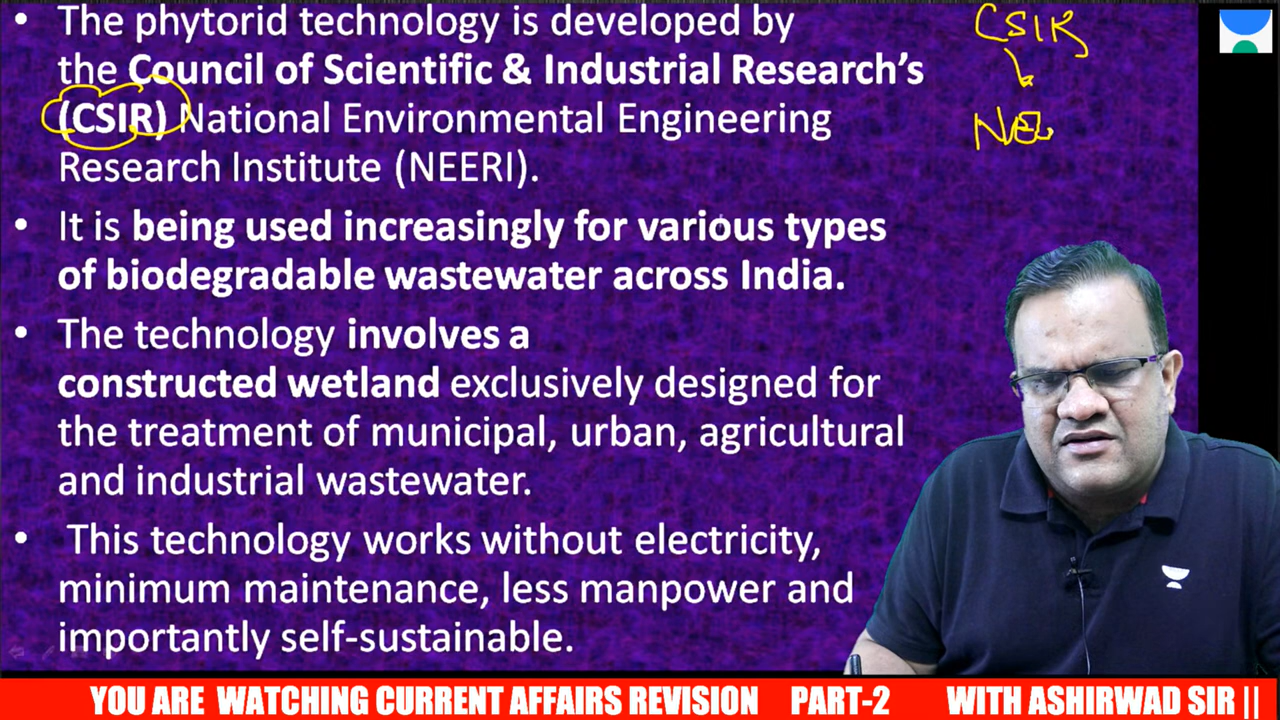 • The phytorid technology is developed by
the Council of Scientific & Industrial Research's
(CSIR) National Environmental Engineering
Research Institute (NEERI).
• It is being used increasingly for various types
of biodegradable wastewater across India.
• The technology involves a
constructed wetland exclusively designed for
the treatment of municipal, urban, agricultural
and industrial wastewater.
• This technology works without electricity,
minimum maintenance, less manpower and
importantly self-sustainable.
CSIR
YOU ARE WATCHING CURRENT AFFAIRS REVISION PART-2 WITH ASHIRWAD SIR ||